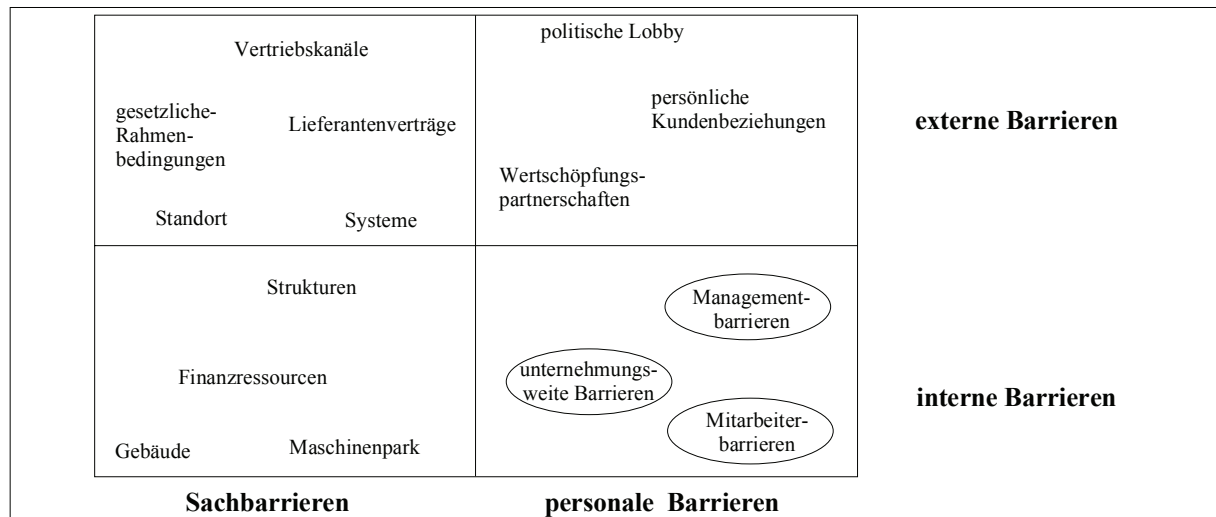 Vertriebskanäle
gesetzliche-
Rahmen-
bedingungen
Lieferantenverträge
Standort
Systeme
politische Lobby
persönliche
Kundenbeziehungen
Wertschöpfungs-
partnerschaften
externe Barrieren
Strukturen
Finanzressourcen
Gebäude
Maschinenpark
Management-
barrieren
unternehmungs-
weite Barrieren
Mitarbeiter-
barrieren
interne Barrieren
Sachbarrieren
personale Barrieren